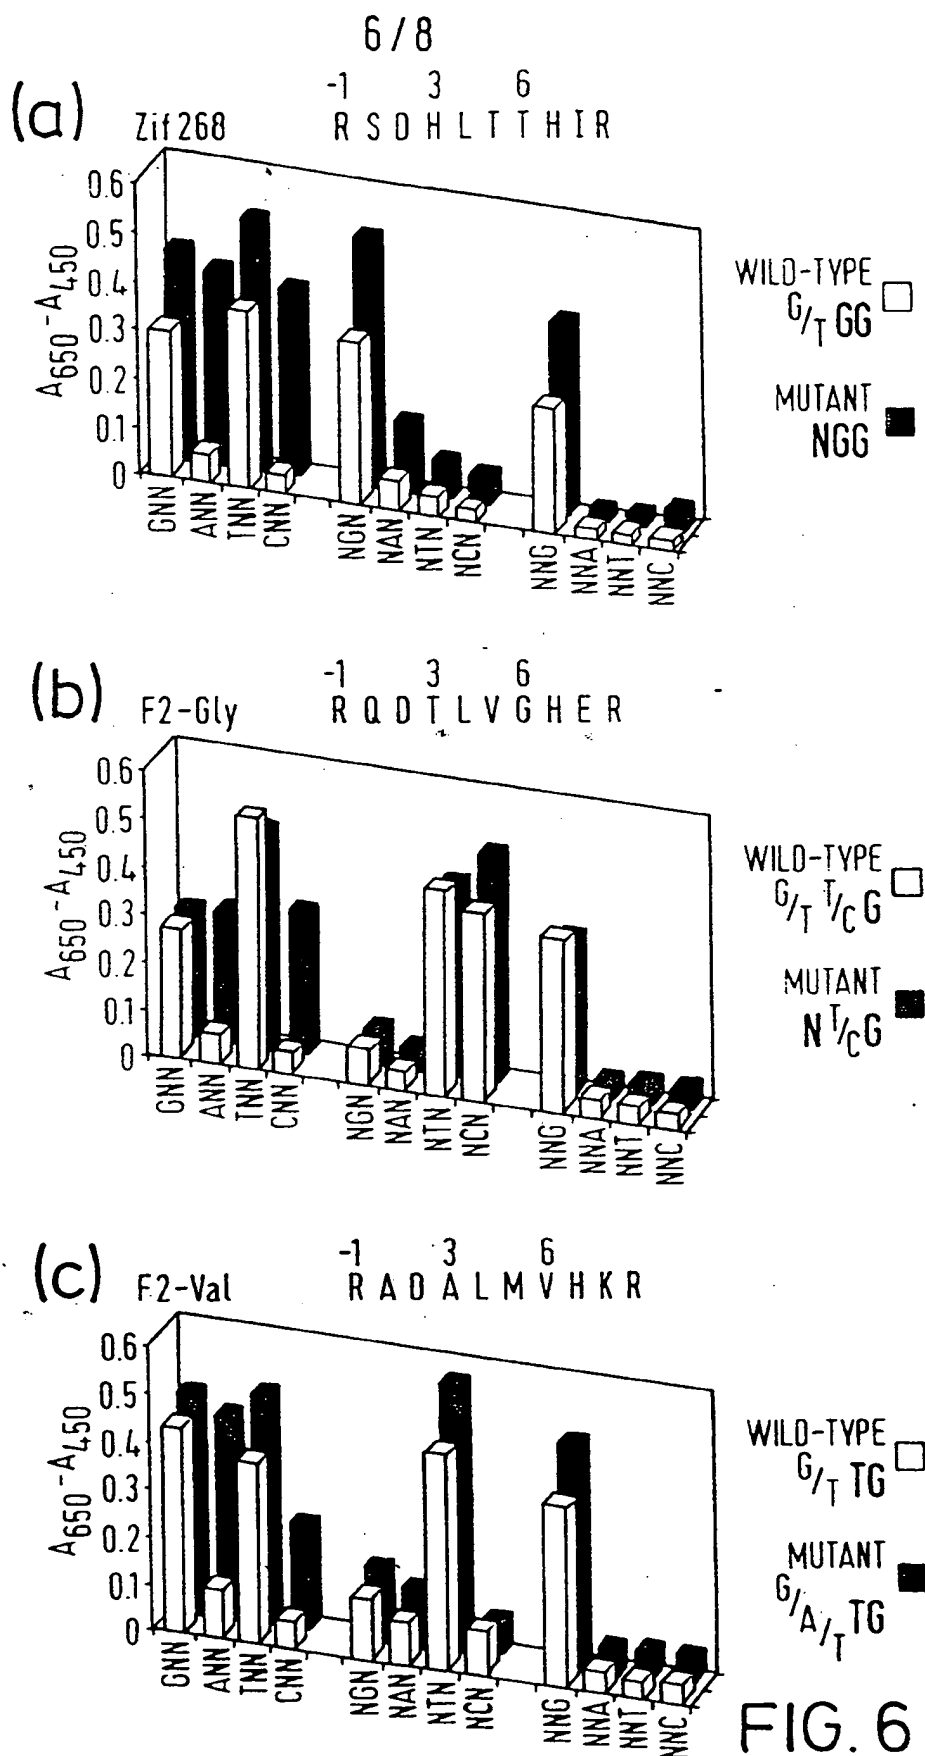 6/8
(a)
-1 3 6
Zif268 R S D H L T T H I R
0.6
0.5
0.4
0.3
0.2
0.1
0
A650-A450
GNN ANN TNN CNN NGN NAN NTN NCN NNG NNA NNT NNC
WILD-TYPE
G/T GG
MUTANT
NGG
(b)
-1 3 6
F2-Gly R Q D T L V G H E R
0.6
0.5
0.4
0.3
0.2
0.1
0
A650-A450
GNN ANN TNN CNN NGN NAN NTN NCN NNG NNA NNT NNC
WILD-TYPE
G/T T/C G
MUTANT
N T/C G
(c)
-1 3 6
F2-Val R A D A L M V H K R
0.6
0.5
0.4
0.3
0.2
0.1
0
A650-A450
GNN ANN TNN CNN NGN NAN NTN NCN NNG NNA NNT NNC
WILD-TYPE
G/T TG
MUTANT
G/A/T TG
FIG. 6